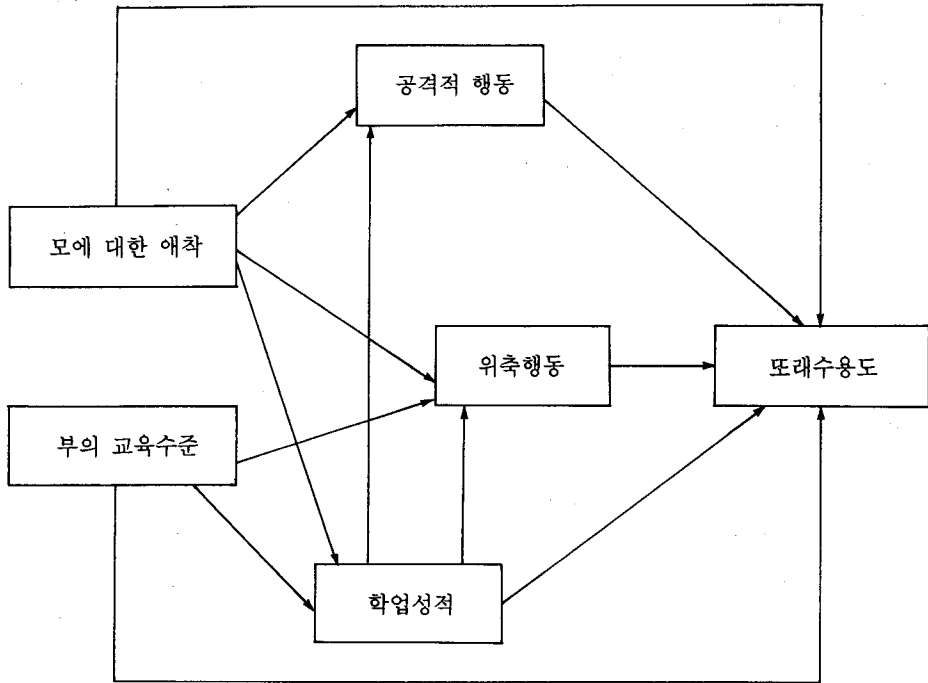 공격적 행동
모에 대한 애착
위축행동
또래수용도
부의 교육수준
학업성적